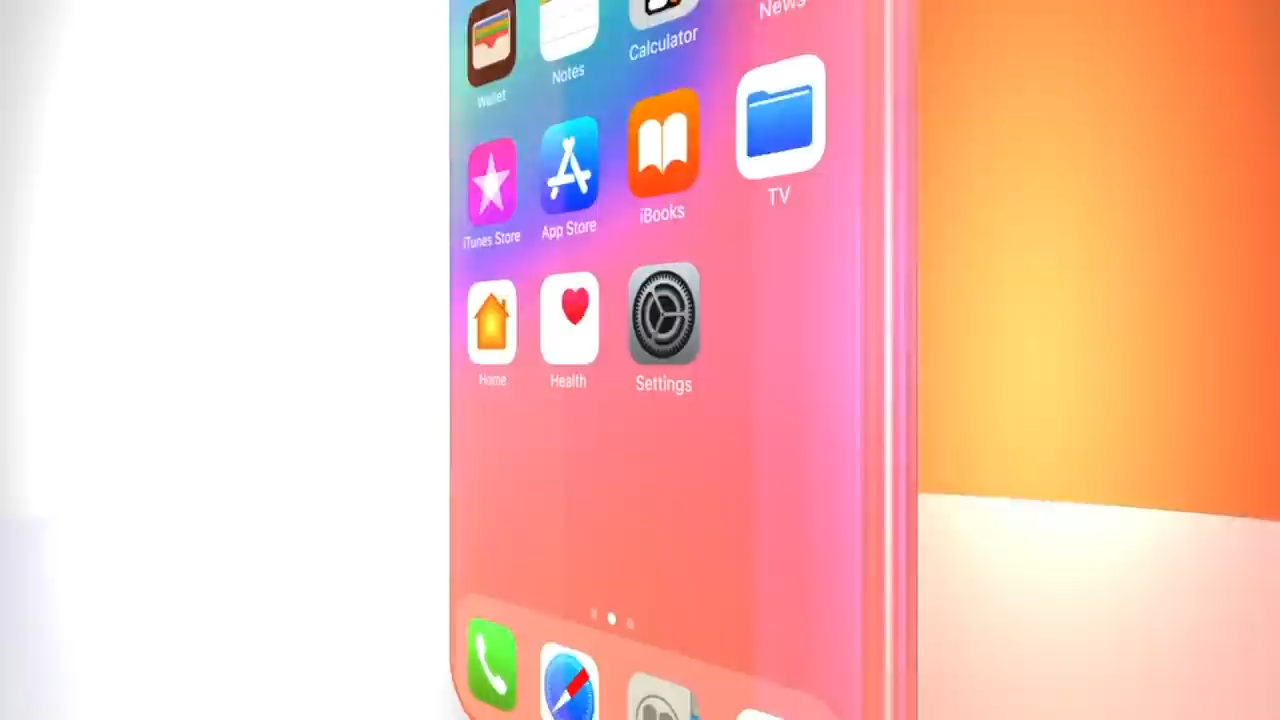 News
Calculator
Notes
Wallet
TV
iBooks
App Store
iTunes Store
Settings
Health
Home